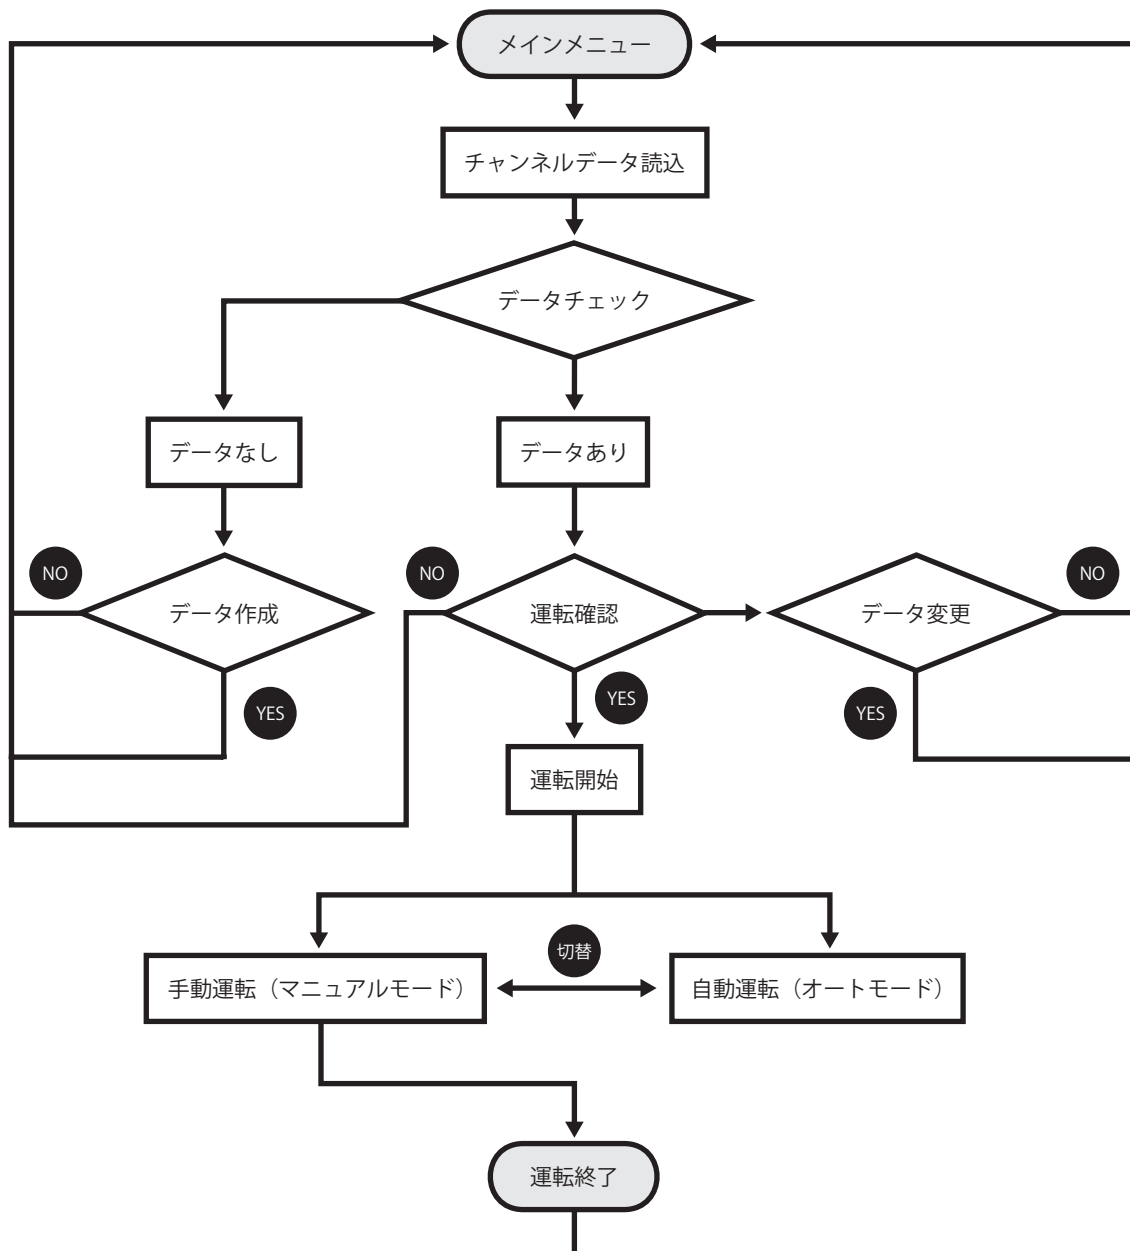 メインメニュー
チャンネルデータ読込
データチェック
データなし
データあり
NO
データ作成
YES
NO
運転確認
YES
データ変更
NO
YES
運転開始
切替
手動運転（マニュアルモード）
自動運転（オートモード）
運転終了